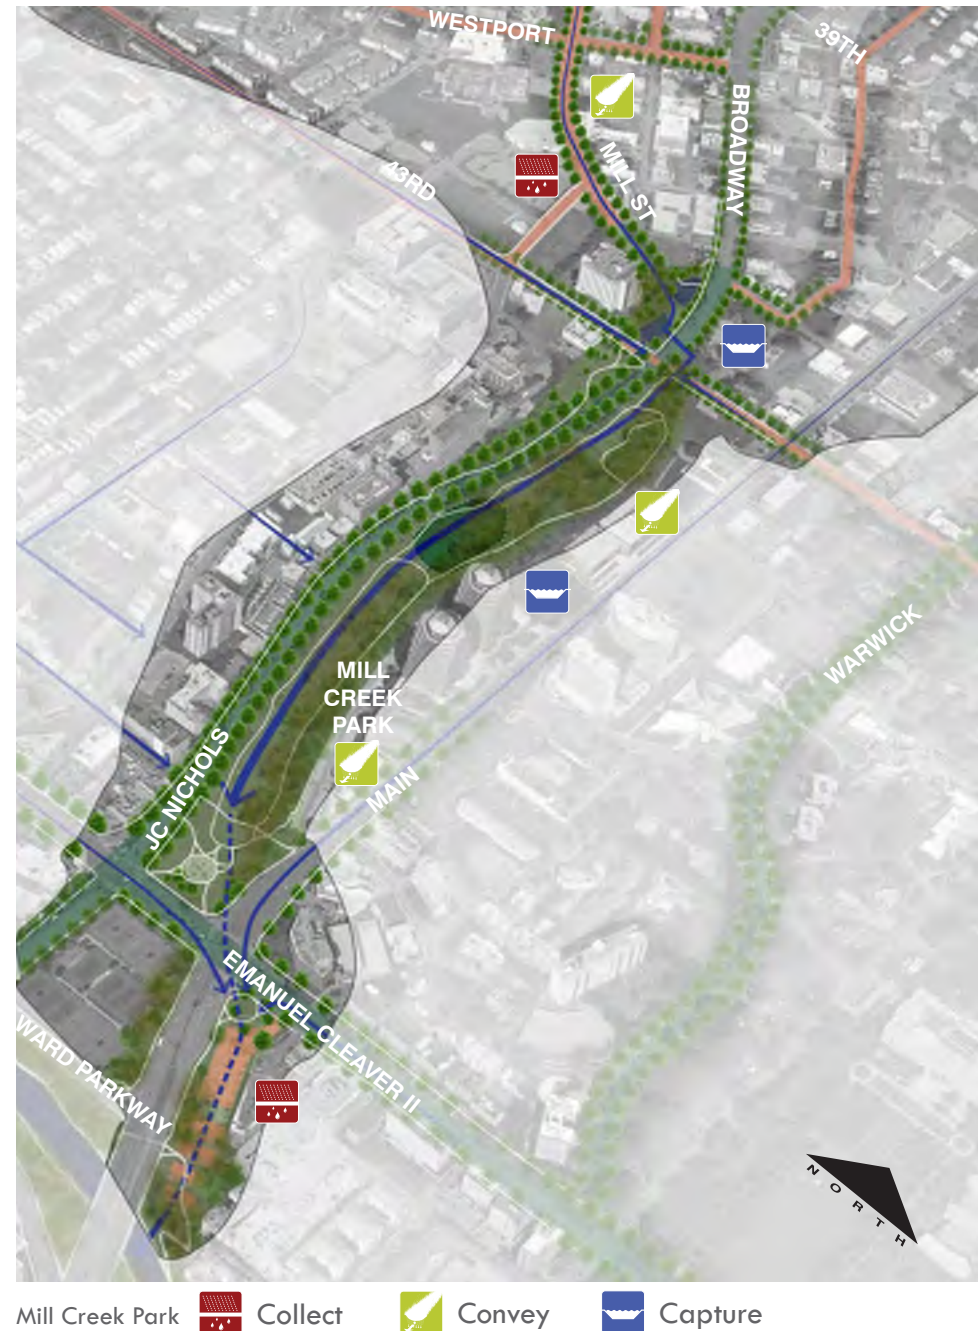 WESTPORT
39TH
BROADWAY
MILL ST
43RD
WARWICK
MILL
CREEK
PARK
JC NICHOLS
MAIN
EMANUEL CLEAVER II
WARD PARKWAY
NORTH
Mill Creek Park
Collect
Convey
Capture